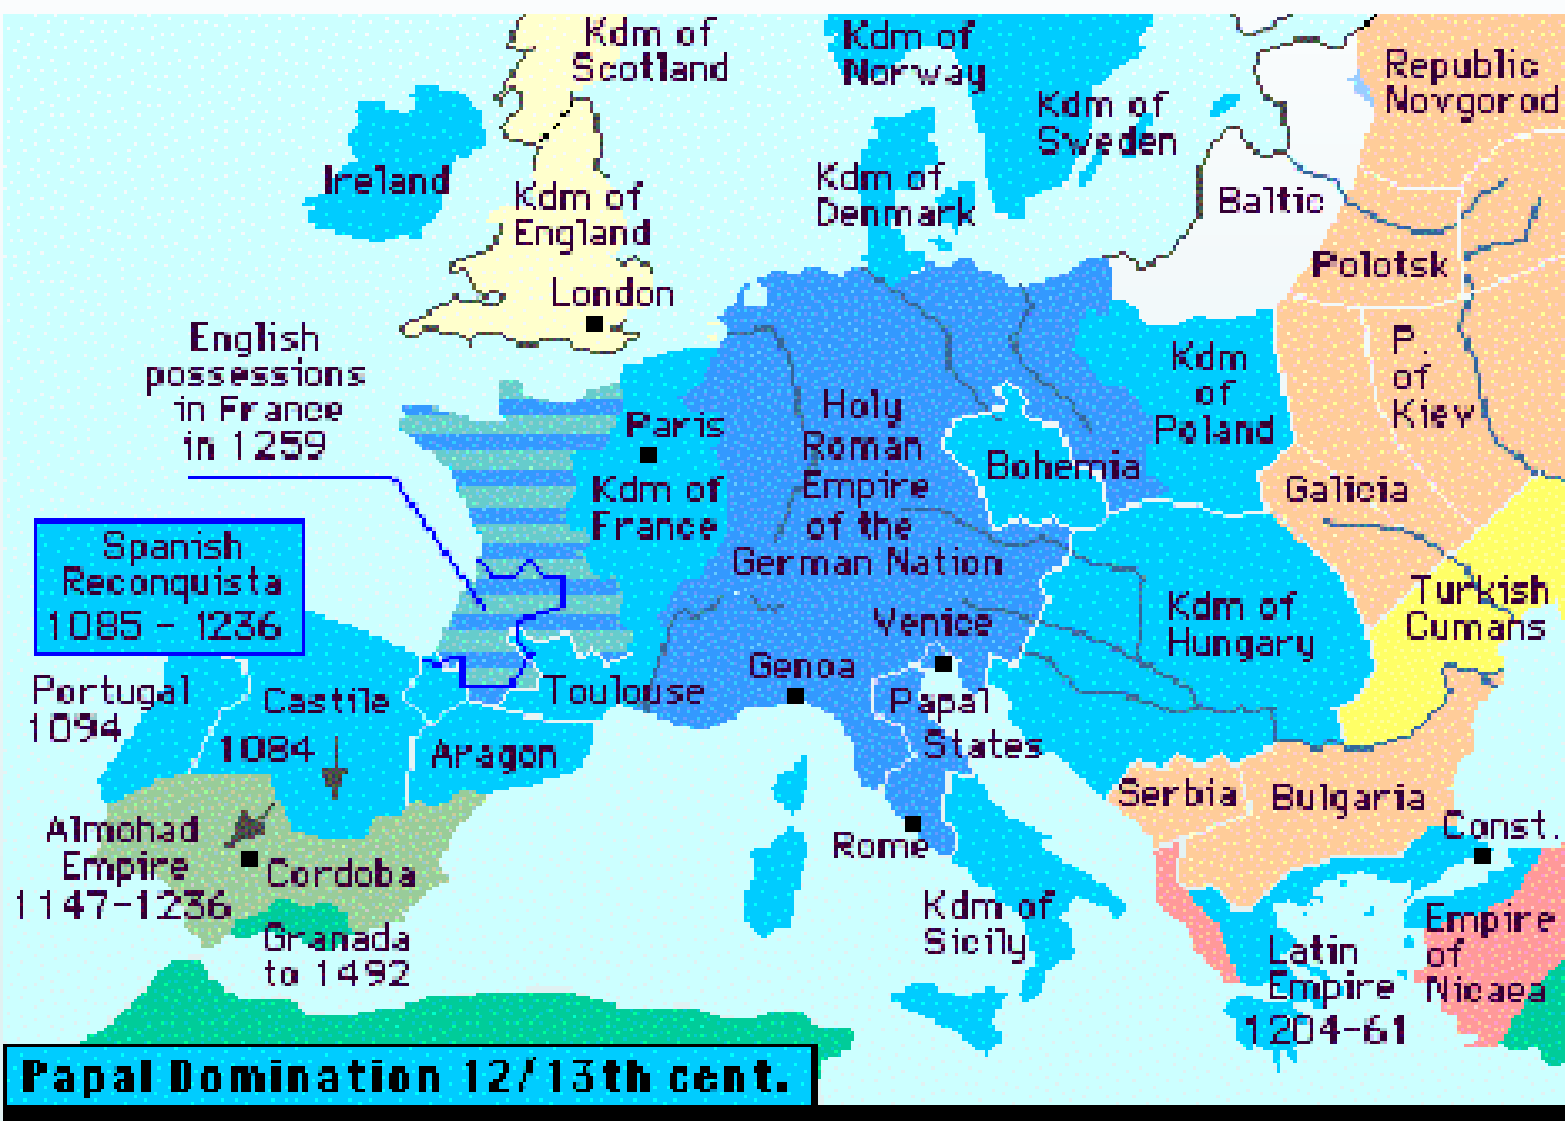 Kdm of
Scotland
Kdm of
Norway
Republic
Novgorod
Kdm of
Sweden
Ireland
Kdm of
England
Kdm of
Denmark
Baltic
Polotsk
London
English
possessions
in France
in 1259
Kdm
of
Poland
P.
of
Kiev
Paris
Holy
Roman
Empire
of the
German Nation
Bohemia
Kdm of
France
Galicia
Spanish
Reconquista
1085 - 1236
Turkish
Cumans
Kdm of
Hungary
Venice
Genoa
Portugal
1094
Castile
1084
Toulouse
Papal
States
Aragon
Serbia
Bulgaria
Const.
Almohad
Empire
1147-1236
Cordoba
Rome
Granada
to 1492
Kdm of
Sicily
Latin
Empire
1204-61
Empire
of
Nicaea
Papal Domination 12/13th cent.